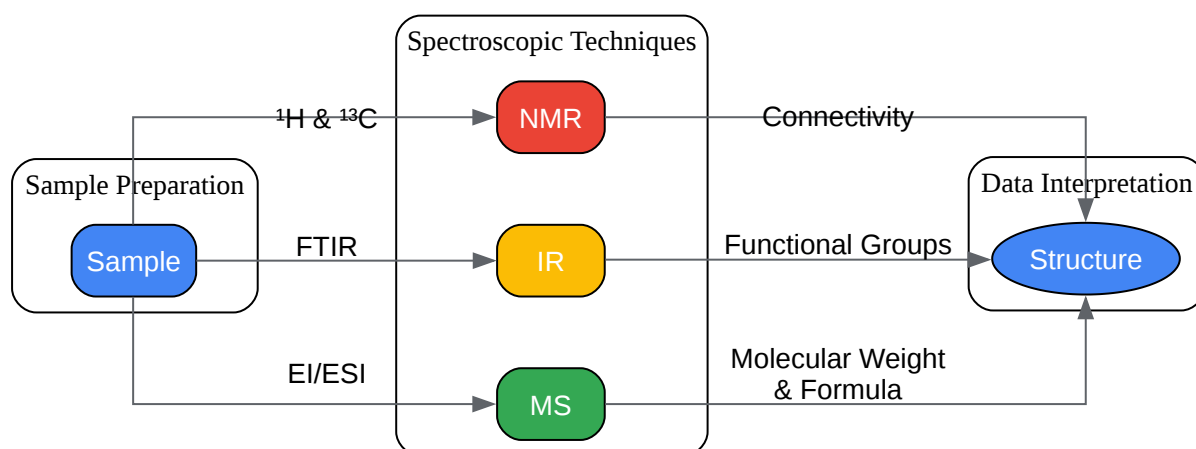 Spectroscopic Techniques
¹H & ¹³C
NMR
Connectivity
Sample Preparation
Data Interpretation
Sample
FTIR
IR
Functional Groups
Structure
EI/ESI
MS
Molecular Weight
& Formula